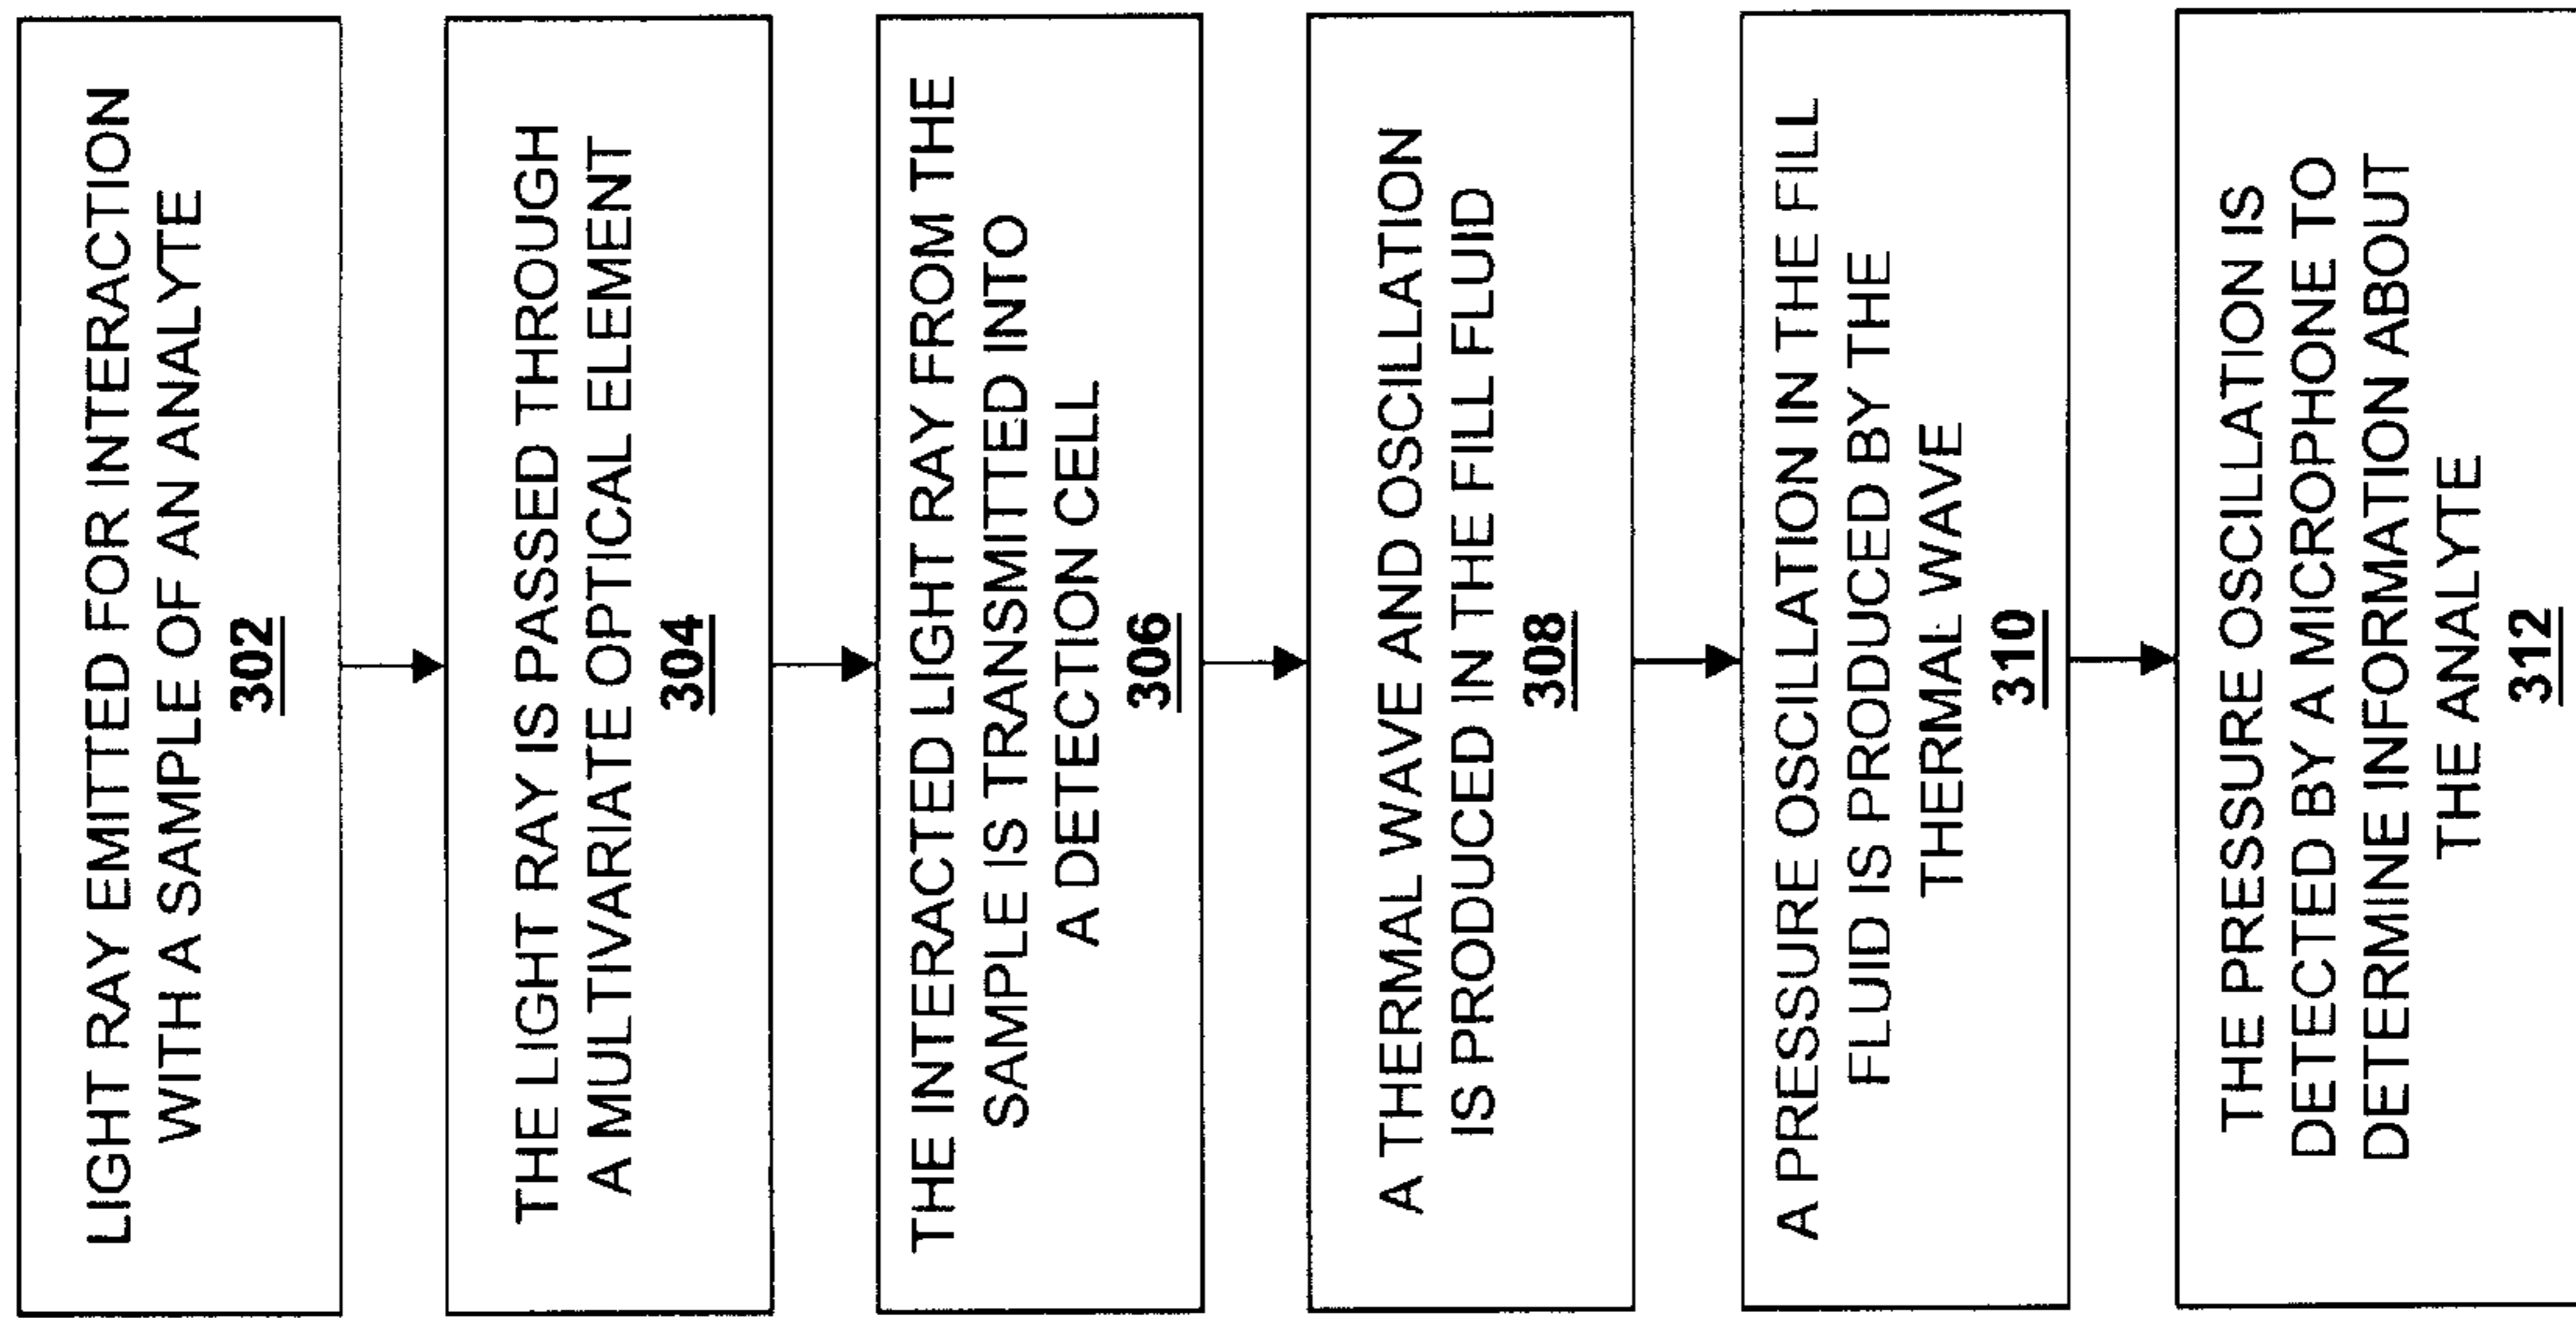 LIGHT RAY EMITTED FOR INTERACTION
WITH A SAMPLE OF AN ANALYTE
302
THE LIGHT RAY IS PASSED THROUGH
A MULTIVARIATE OPTICAL ELEMENT
304
THE INTERACTED LIGHT RAY FROM THE
SAMPLE IS TRANSMITTED INTO
A DETECTION CELL
306
A THERMAL WAVE AND OSCILLATION
IS PRODUCED IN THE FILL FLUID
308
A PRESSURE OSCILLATION IN THE FILL
FLUID IS PRODUCED BY THE
THERMAL WAVE
310
THE PRESSURE OSCILLATION IS
DETECTED BY A MICROPHONE TO
DETERMINE INFORMATION ABOUT
THE ANALYTE
312